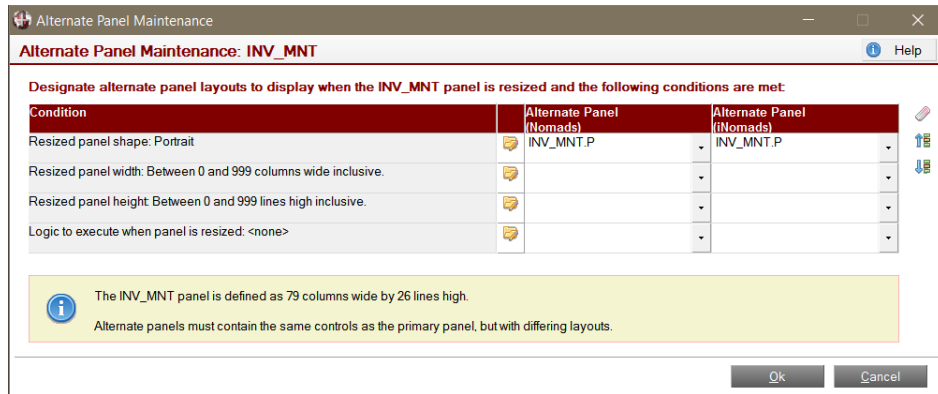 Alternate Panel Maintenance
Alternate Panel Maintenance: INV_MNT
Help
Designate alternate panel layouts to display when the INV_MNT panel is resized and the following conditions are met:
Condition
Alternate Panel
(Nomads)
Alternate Panel
(iNomads)
Resized panel shape: Portrait
INV_MNT.P
INV_MNT.P
Resized panel width: Between 0 and 999 columns wide inclusive.
Resized panel height: Between 0 and 999 lines high inclusive.
Logic to execute when panel is resized: <none>
The INV_MNT panel is defined as 79 columns wide by 26 lines high.
Alternate panels must contain the same controls as the primary panel, but with differing layouts.
Ok
Cancel